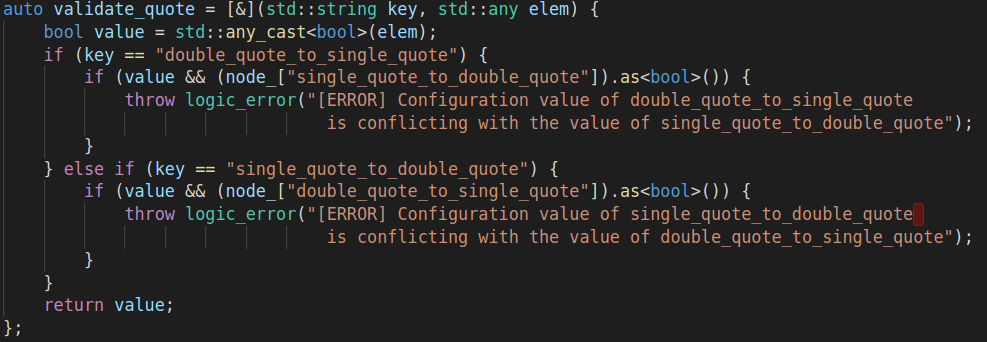 auto validate_quote = [&](std::string key, std::any elem) {
    bool value = std::any_cast<bool>(elem);
    if (key == "double_quote_to_single_quote") {
        if (value && (node_["single_quote_to_double_quote"]).as<bool>()) {
            throw logic_error("[ERROR] Configuration value of double_quote_to_single_quote
                                is conflicting with the value of single_quote_to_double_quote");
        }
    } else if (key == "single_quote_to_double_quote") {
        if (value && (node_["double_quote_to_single_quote"]).as<bool>()) {
            throw logic_error("[ERROR] Configuration value of single_quote_to_double_quote
                                is conflicting with the value of double_quote_to_single_quote");
        }
    }
    return value;
};